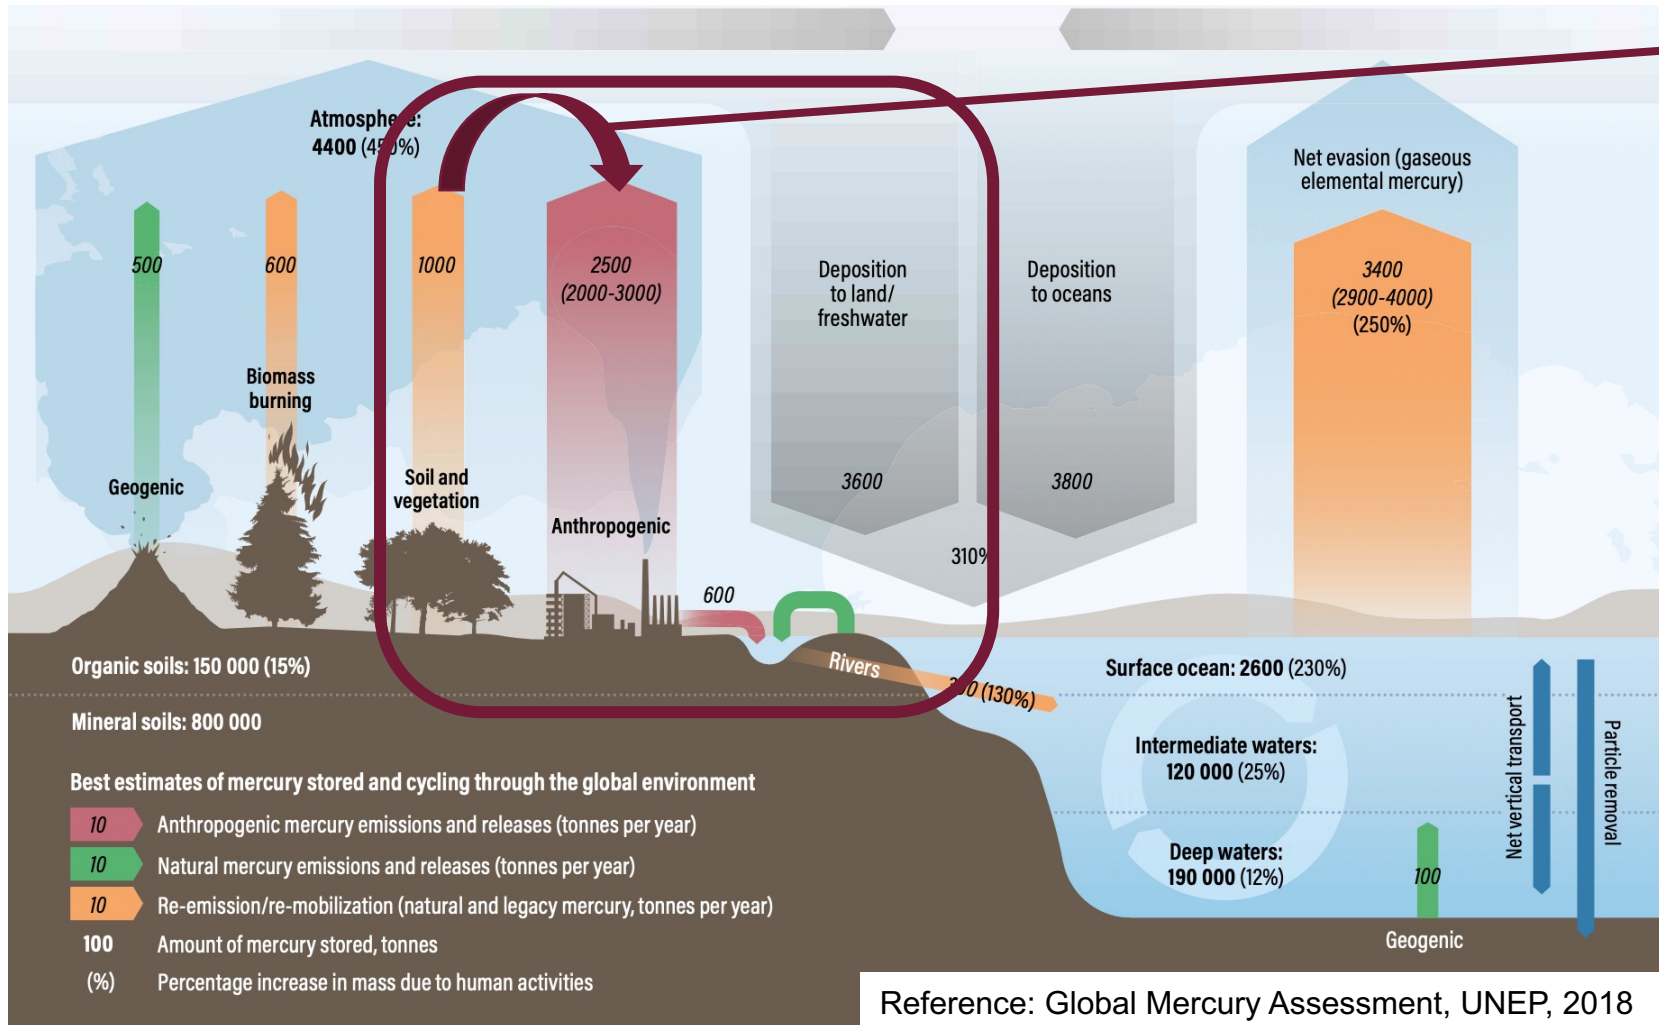 Atmosphere:
4400 (450%)
500
600
1000
2500
(2000-3000)
Deposition
to land/
freshwater
Deposition
to oceans
Net evasion (gaseous
elemental mercury)
3400
(2900-4000)
(250%)
Biomass
burning
Geogenic
Soil and
vegetation
Anthropogenic
3600
3800
310%
600
Rivers
(130%)
Organic soils: 150 000 (15%)
Mineral soils: 800 000
Surface ocean: 2600 (230%)
Intermediate waters:
120 000 (25%)
Deep waters:
190 000 (12%)
Net vertical transport
Particle removal
100
Geogenic
Best estimates of mercury stored and cycling through the global environment
10 Anthropogenic mercury emissions and releases (tonnes per year)
10 Natural mercury emissions and releases (tonnes per year)
10 Re-emission/re-mobilization (natural and legacy mercury, tonnes per year)
100 Amount of mercury stored, tonnes
(%) Percentage increase in mass due to human activities
Reference: Global Mercury Assessment, UNEP, 2018